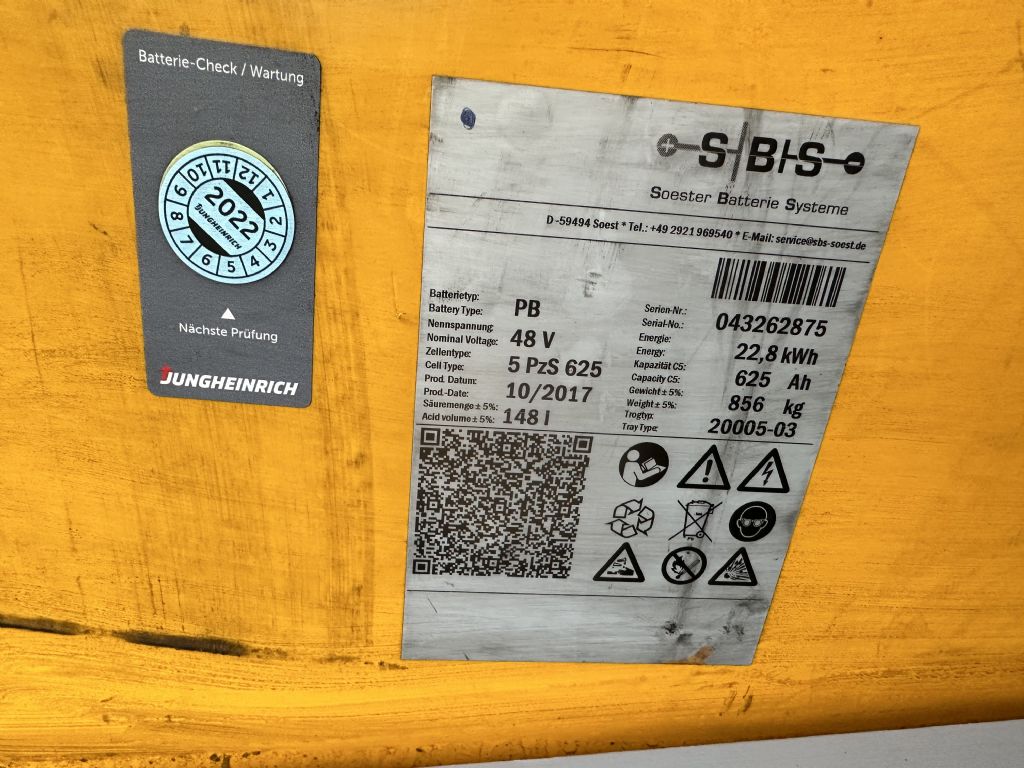 Batterie-Check / Wartung
1 2 3 4 5 6 7 8 9 10 11 12
2022
JUNGHEINRICH
Nächste Prüfung
JUNGHEINRICH
S B S
Soester Batterie Systeme
D-59494 Soest * Tel.: +49 2921 969540 * E-Mail: service@sbs-soest.de
Batterietyp:
Battery Type: PB
Nennspannung:
Nominal Voltage: 48 V
Zellentype:
Cell Type: 5 PzS 625
Prod. Datum:
Prod.-Date: 10/2017
Säuremenge ± 5%:
Acid volume ± 5%: 148 l
Serien-Nr.:
Serial-No.: 043262875
Energie:
Energy: 22,8 kWh
Kapazität C5:
Capacity C5: 625 Ah
Gewicht ± 5%:
Weight ± 5%: 856 kg
Trogtyp:
Tray Type: 20005-03